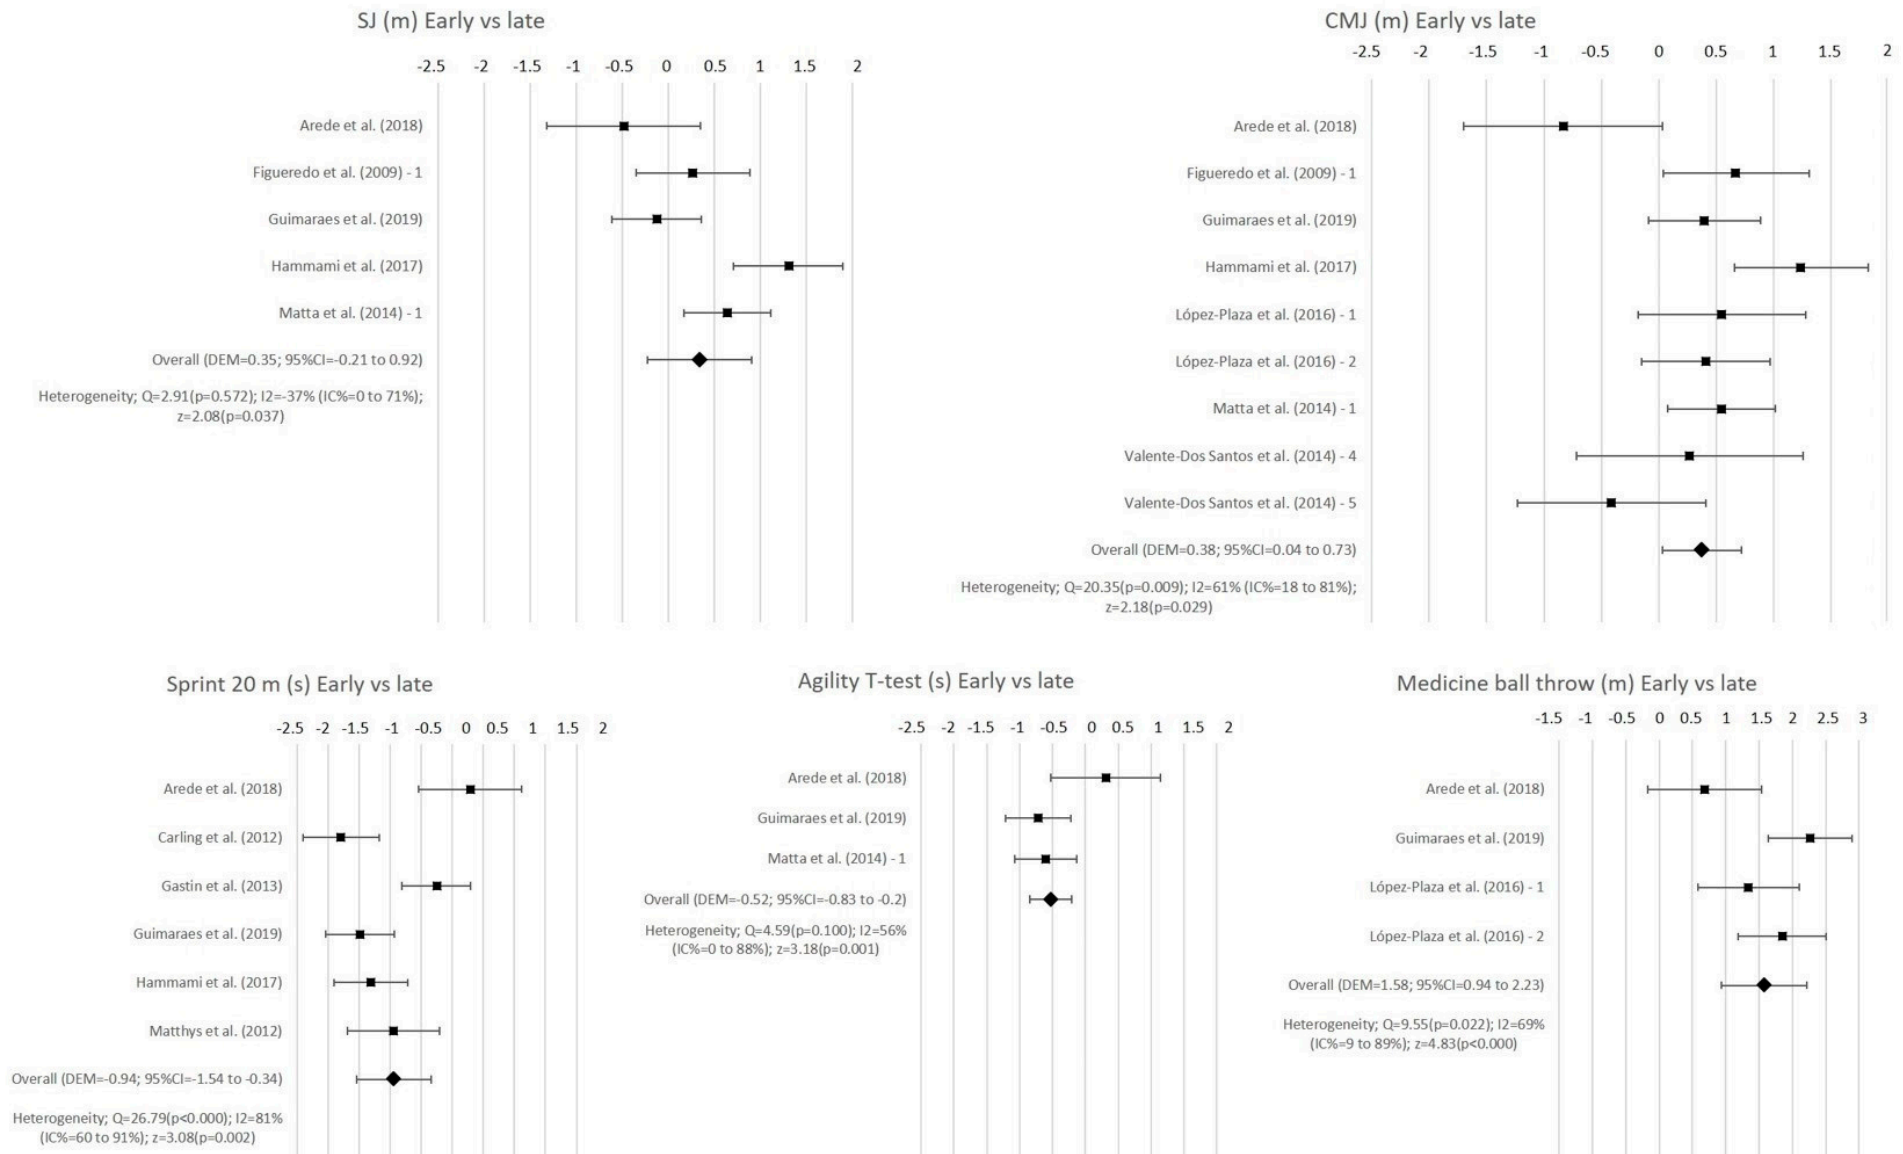 SJ (m) Early vs late
-2.5 -2 -1.5 -1 -0.5 0 0.5 1 1.5 2
Arede et al. (2018)
Figueredo et al. (2009) - 1
Guimaraes et al. (2019)
Hammami et al. (2017)
Matta et al. (2014) - 1
Overall (DEM=0.35; 95%CI=-0.21 to 0.92)
Heterogeneity; Q=2.91(p=0.572); I2=-37% (IC%=0 to 71%);
z=2.08(p=0.037)
CMJ (m) Early vs late
-2.5 -2 -1.5 -1 -0.5 0 0.5 1 1.5 2
Arede et al. (2018)
Figueredo et al. (2009) - 1
Guimaraes et al. (2019)
Hammami et al. (2017)
López-Plaza et al. (2016) - 1
López-Plaza et al. (2016) - 2
Matta et al. (2014) - 1
Valente-Dos Santos et al. (2014) - 4
Valente-Dos Santos et al. (2014) - 5
Overall (DEM=0.38; 95%CI=0.04 to 0.73)
Heterogeneity; Q=20.35(p=0.009); I2=61% (IC%=18 to 81%);
z=2.18(p=0.029)
Sprint 20 m (s) Early vs late
-2.5 -2 -1.5 -1 -0.5 0 0.5 1 1.5 2
Arede et al. (2018)
Carling et al. (2012)
Gastin et al. (2013)
Guimaraes et al. (2019)
Hammami et al. (2017)
Matthys et al. (2012)
Overall (DEM=-0.94; 95%CI=-1.54 to -0.34)
Heterogeneity; Q=26.79(p<0.000); I2=81%
(IC%=60 to 91%); z=3.08(p=0.002)
Agility T-test (s) Early vs late
-2.5 -2 -1.5 -1 -0.5 0 0.5 1 1.5 2
Arede et al. (2018)
Guimaraes et al. (2019)
Matta et al. (2014) - 1
Overall (DEM=-0.52; 95%CI=-0.83 to -0.2)
Heterogeneity; Q=4.59(p=0.100); I2=56%
(IC%=0 to 88%); z=3.18(p=0.001)
Medicine ball throw (m) Early vs late
-1.5 -1 -0.5 0 0.5 1 1.5 2 2.5 3
Arede et al. (2018)
Guimaraes et al. (2019)
López-Plaza et al. (2016) - 1
López-Plaza et al. (2016) - 2
Overall (DEM=1.58; 95%CI=0.94 to 2.23)
Heterogeneity; Q=9.55(p=0.022); I2=69%
(IC%=9 to 89%); z=4.83(p<0.000)